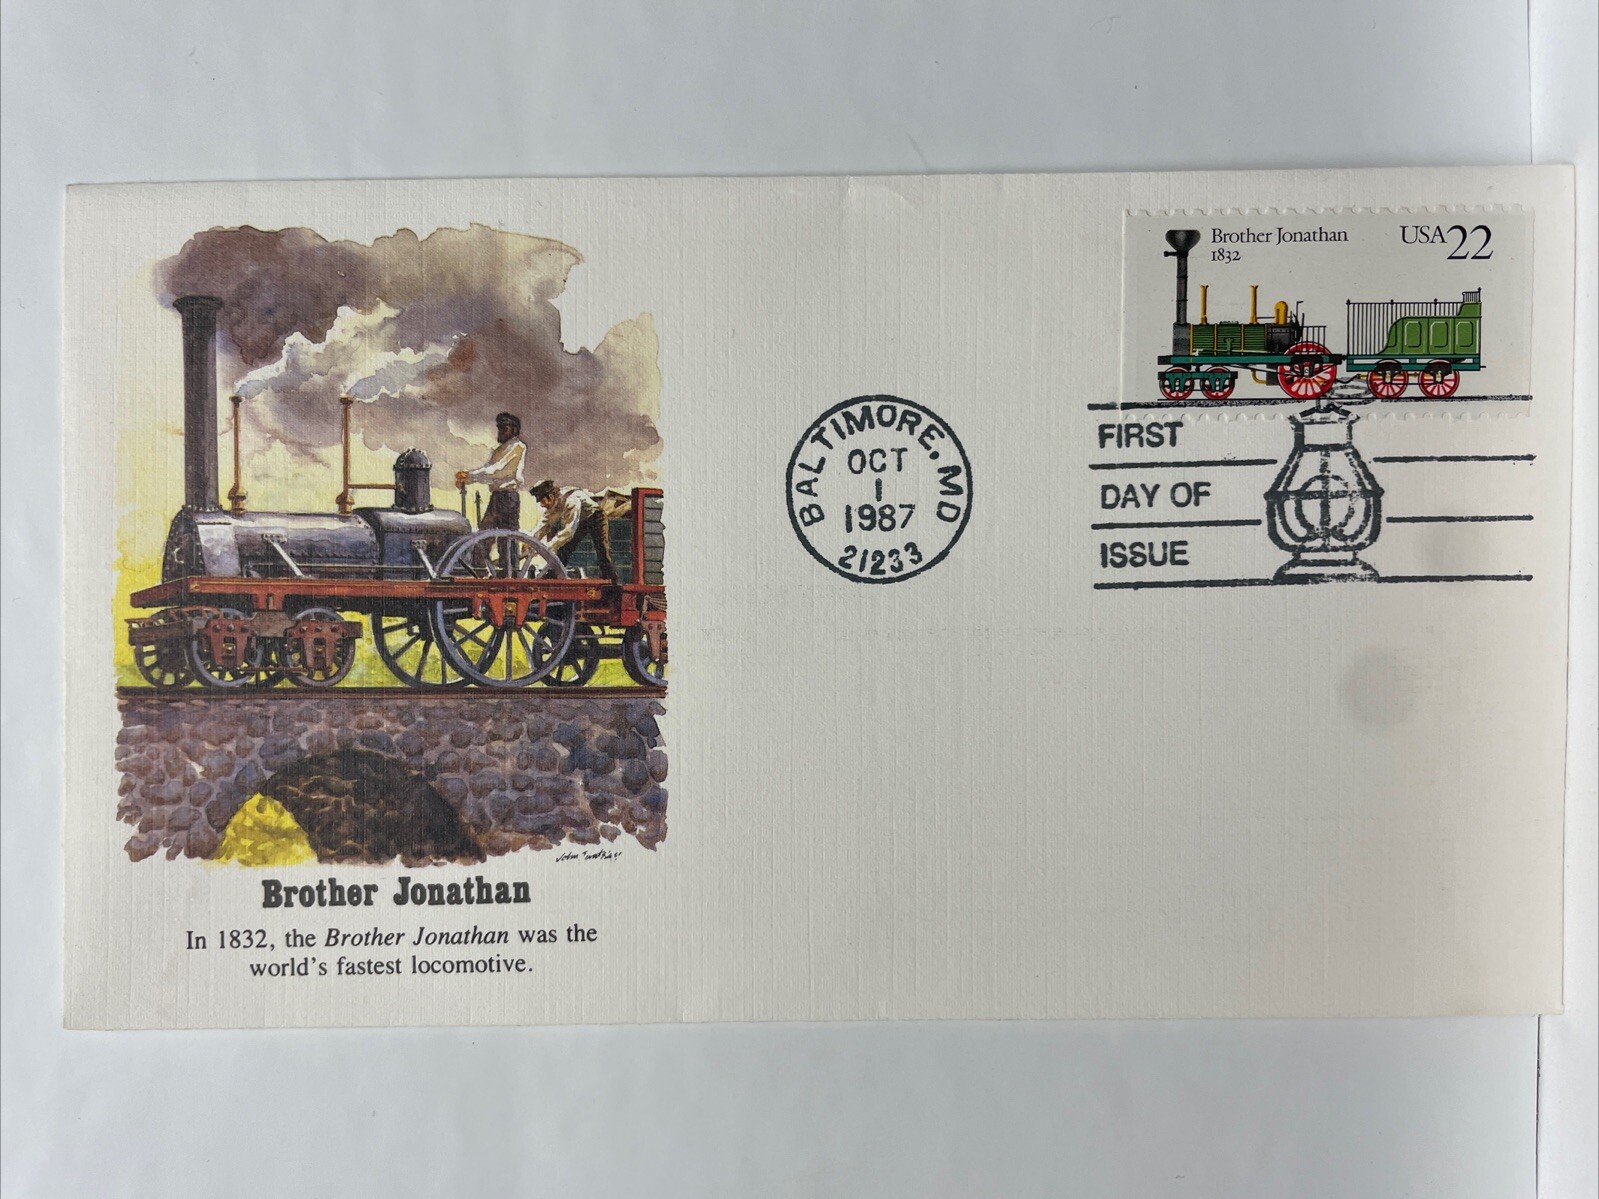 Brother Jonathan
1832
USA22
BALTIMORE, MD
OCT
1
1987
21233
FIRST
DAY OF
ISSUE
Brother Jonathan
In 1832, the Brother Jonathan was the
world's fastest locomotive.